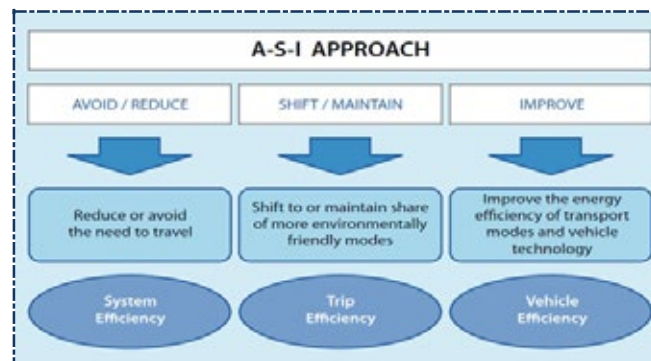 A-S-I APPROACH
AVOID / REDUCE
SHIFT / MAINTAIN
IMPROVE
Reduce or avoid
the need to travel
Shift to or maintain share
of more environmentally
friendly modes
Improve the energy
efficiency of transport
modes and vehicle
technology
System
Efficiency
Trip
Efficiency
Vehicle
Efficiency